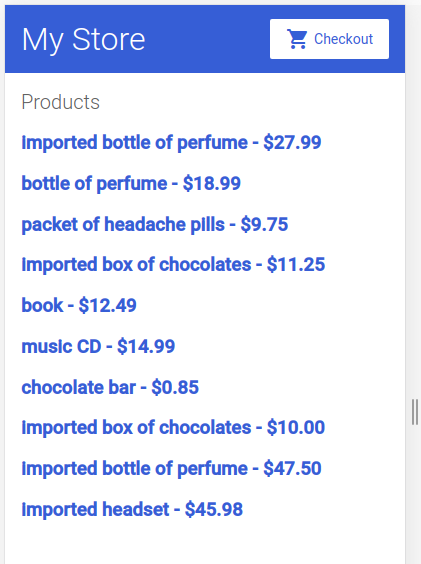 My Store
Checkout
Products
Imported bottle of perfume - $27.99
bottle of perfume - $18.99
packet of headache pills - $9.75
Imported box of chocolates - $11.25
book - $12.49
music CD - $14.99
chocolate bar - $0.85
Imported box of chocolates - $10.00
Imported bottle of perfume - $47.50
Imported headset - $45.98